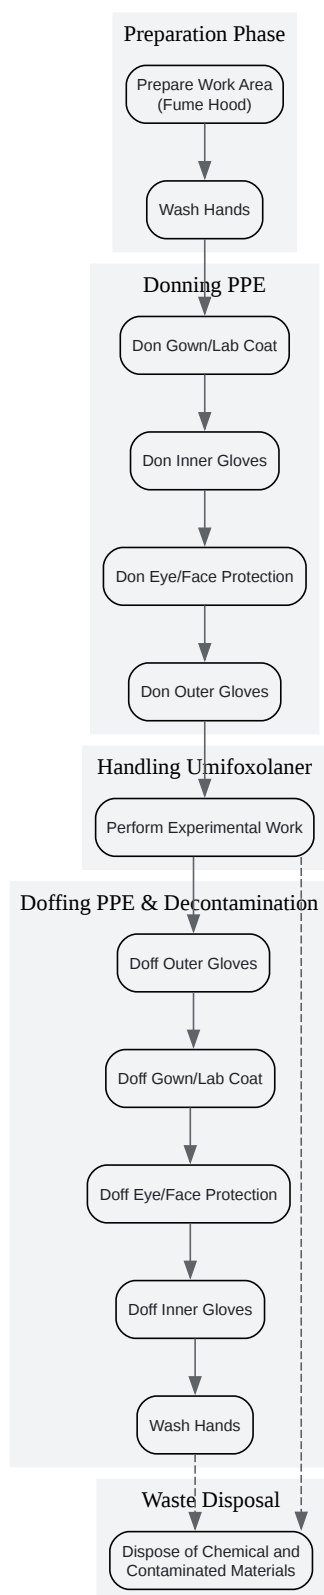 Preparation Phase
Prepare Work Area
(Fume Hood)
Wash Hands
Donning PPE
Don Gown/Lab Coat
Don Inner Gloves
Don Eye/Face Protection
Don Outer Gloves
Handling Umifoxolaner
Perform Experimental Work
Doffing PPE & Decontamination
Doff Outer Gloves
Doff Gown/Lab Coat
Doff Eye/Face Protection
Doff Inner Gloves
Wash Hands
Waste Disposal
Dispose of Chemical and
Contaminated Materials